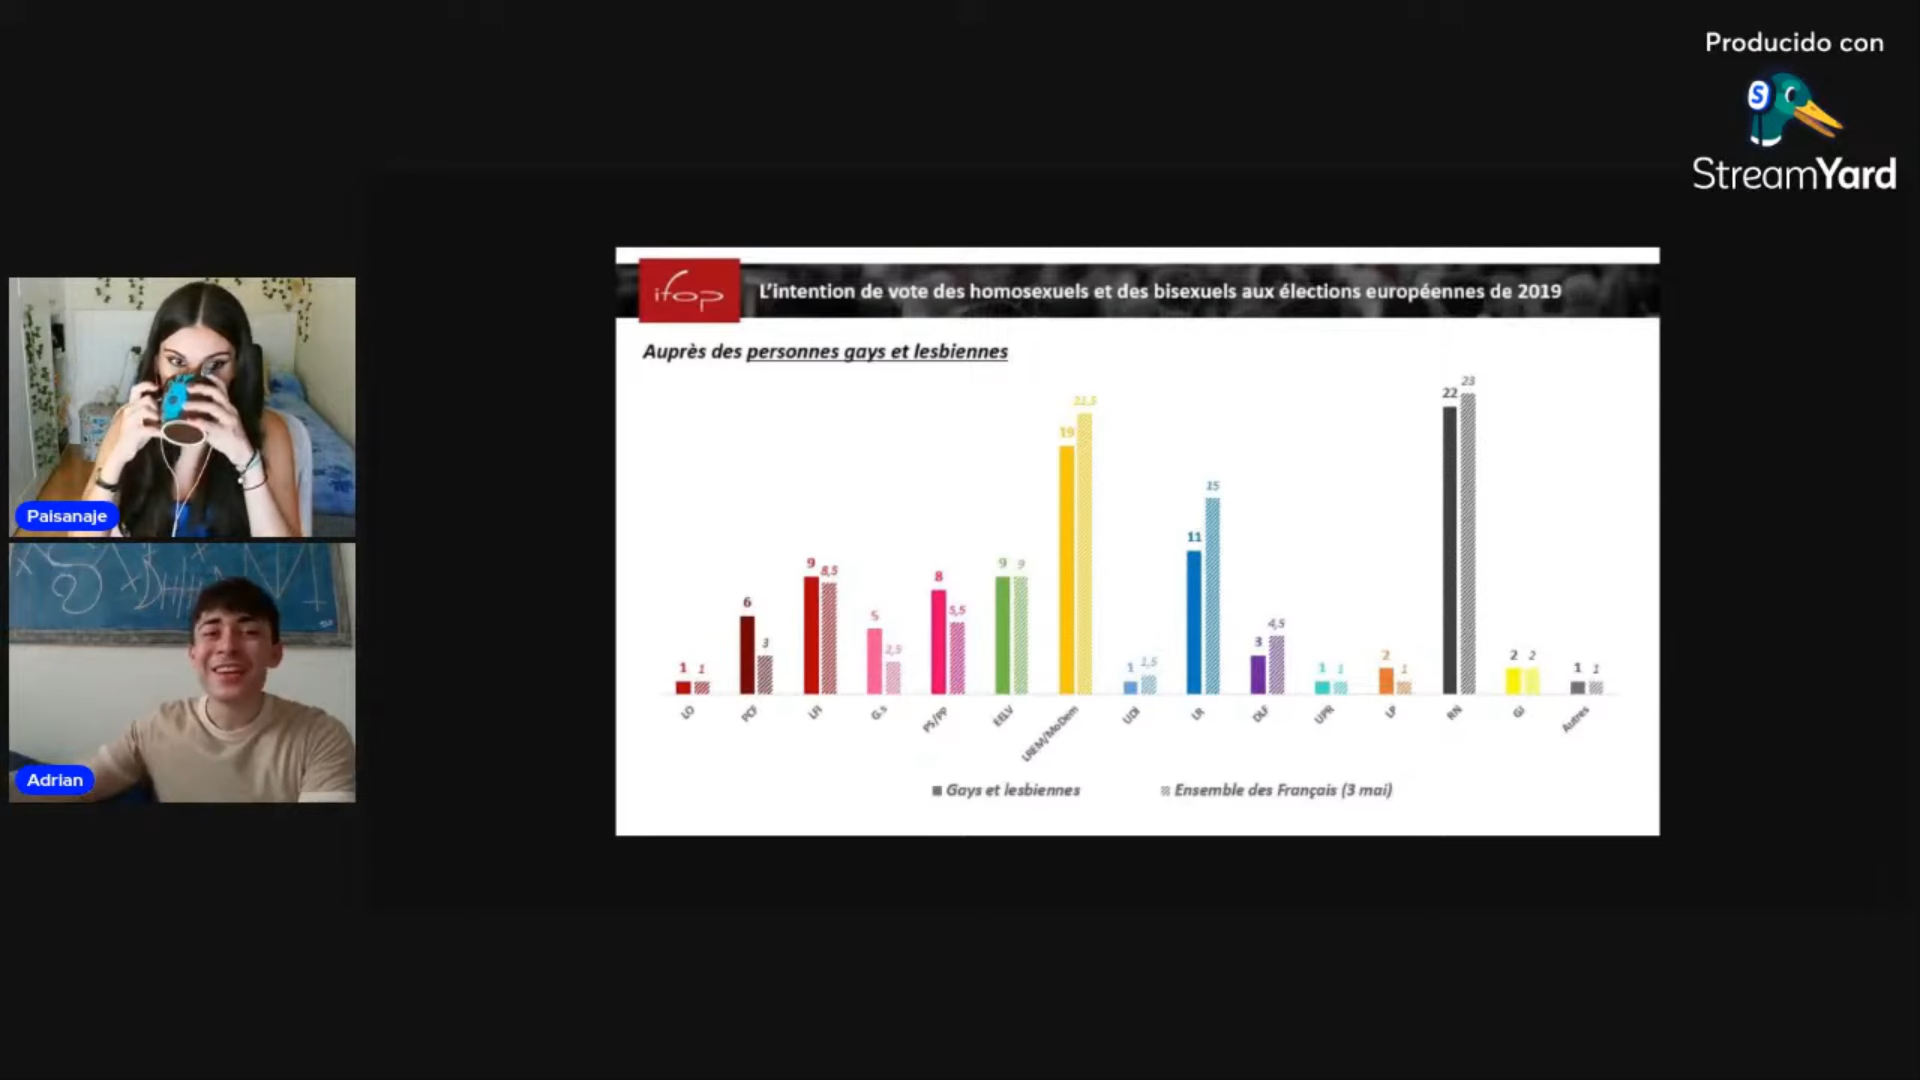 Producido con
StreamYard
ifop
L'intention de vote des homosexuels et des bisexuels aux élections européennes de 2019
Auprès des personnes gays et lesbiennes
1 1
6 3
9 8,5
5 2,5
8 5,5
9 9
19
1 1,5
11 15
3 4,5
1 1
2 1
22 23
2 2
1 1
LO PCF LFI G.s PS/PP EELV LREM/MoDem UDI LR DLF UPR LP RN GJ Autres
Gays et lesbiennes Ensemble des Français (3 mai)
Paisanaje
Adrian